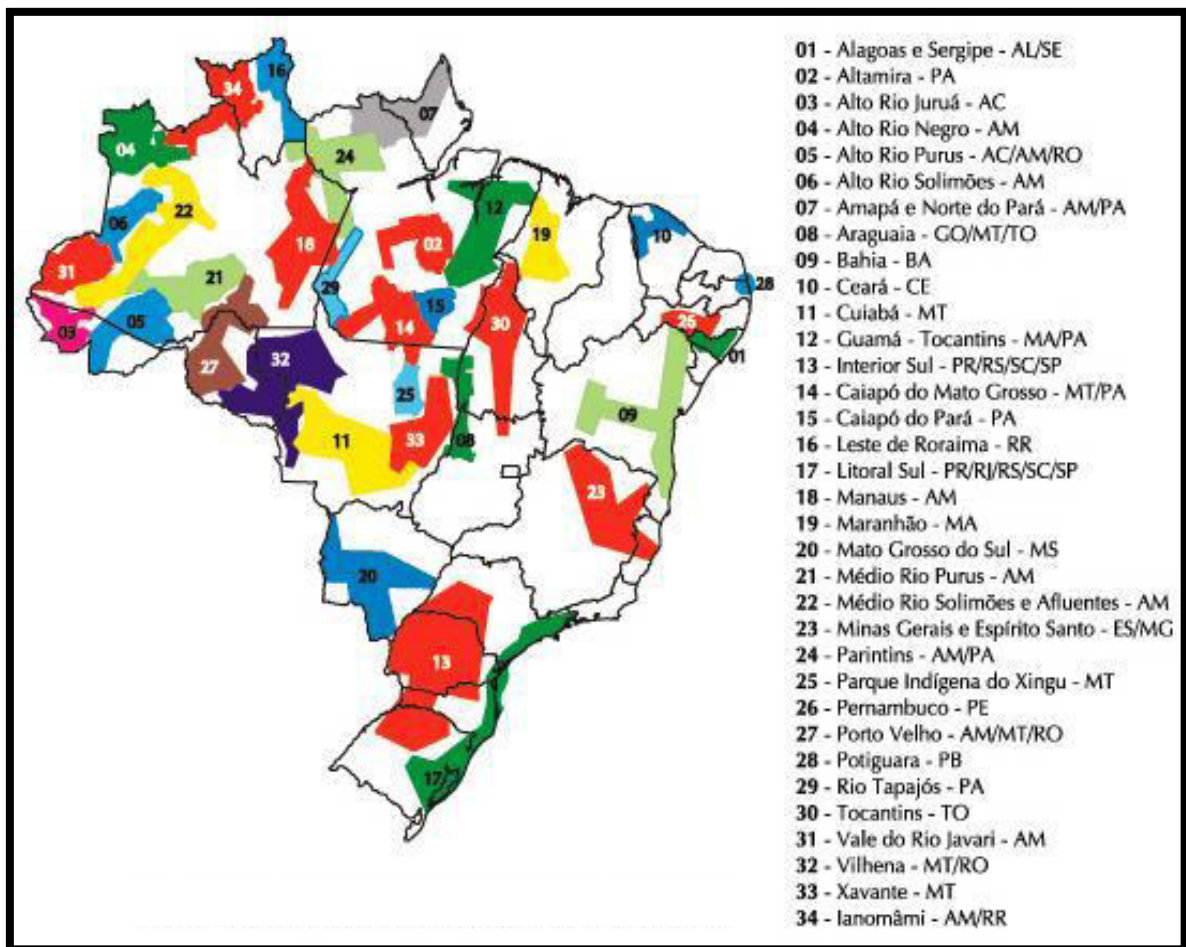 01 - Alagoas e Sergipe - AL/SE
02 - Altamira - PA
03 - Alto Rio Juruá - AC
04 - Alto Rio Negro - AM
05 - Alto Rio Purus - AC/AM/RO
06 - Alto Rio Solimões - AM
07 - Amapá e Norte do Pará - AM/PA
08 - Araguaia - GO/MT/TO
09 - Bahia - BA
10 - Ceará - CE
11 - Cuiabá - MT
12 - Guamá - Tocantins - MA/PA
13 - Interior Sul - PR/RS/SC/SP
14 - Caiapó do Mato Grosso - MT/PA
15 - Caiapó do Pará - PA
16 - Leste de Roraima - RR
17 - Litoral Sul - PR/RJ/RS/SC/SP
18 - Manaus - AM
19 - Maranhão - MA
20 - Mato Grosso do Sul - MS
21 - Médio Rio Purus - AM
22 - Médio Rio Solimões e Afluentes - AM
23 - Minas Gerais e Espírito Santo - ES/MG
24 - Parintins - AM/PA
25 - Parque Indígena do Xingu - MT
26 - Pernambuco - PE
27 - Porto Velho - AM/MT/RO
28 - Potiguara - PB
29 - Rio Tapajós - PA
30 - Tocantins - TO
31 - Vale do Rio Javari - AM
32 - Vilhena - MT/RO
33 - Xavante - MT
34 - Ianomâmi - AM/RR
16
34
07
04
24
22
12
06
19
10
18
02
31
28
21
29
15
30
26
03
05
14
01
27
32
25
09
11
33
08
23
20
13
17